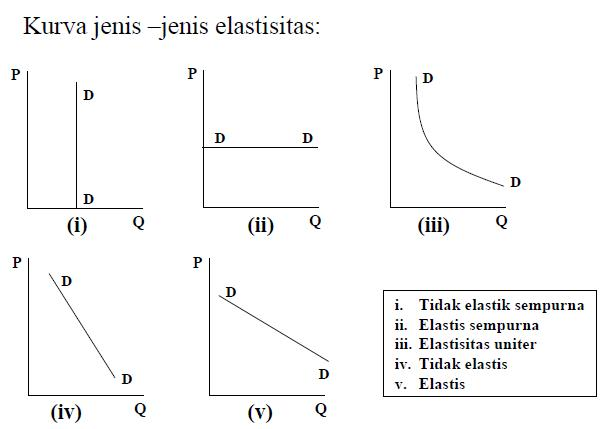 Kurva jenis –jenis elastisitas:
P
D
D
Q
(i)
P
D D
Q
(ii)
P
D
D
Q
(iii)
P
D
D
Q
(iv)
P
D
D
Q
(v)
i. Tidak elastik sempurna
ii. Elastis sempurna
iii. Elastisitas uniter
iv. Tidak elastis
v. Elastis